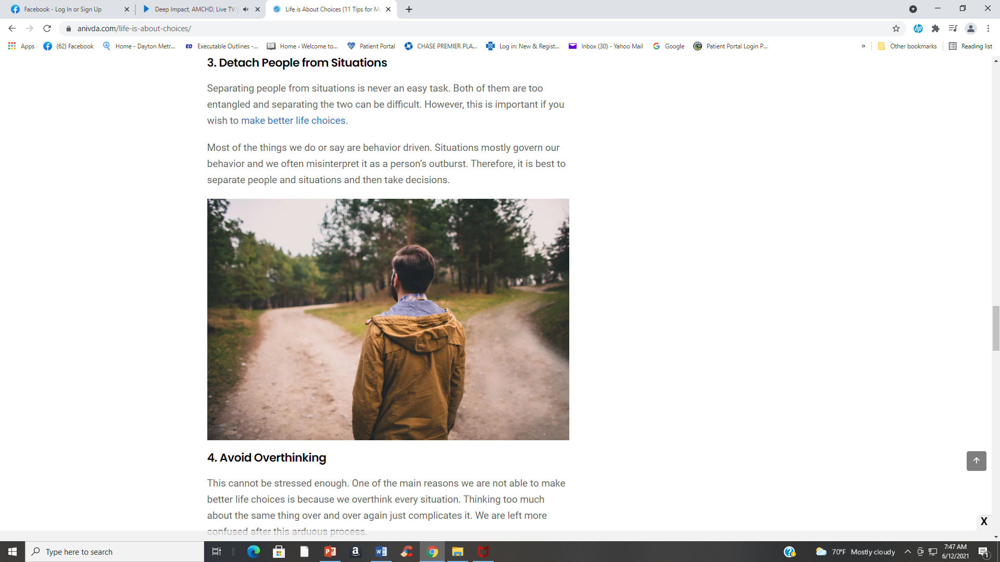 Facebook - Log In or Sign Up
Deep Impact, AMCHD, Live TV
Life is About Choices (11 Tips for Ma
anivda.com/life-is-about-choices/
Apps
(62) Facebook
Home - Dayton Metr...
EO Executable Outlines -...
Home ‹ Welcome to...
Patient Portal
CHASE PREMIER PLA...
Log in: New & Regist...
Inbox (30) - Yahoo Mail
Google
Patient Portal Login P...
»
Other bookmarks
Reading list
3. Detach People from Situations
Separating people from situations is never an easy task. Both of them are too
entangled and separating the two can be difficult. However, this is important if you
wish to make better life choices.
Most of the things we do or say are behavior driven. Situations mostly govern our
behavior and we often misinterpret it as a person’s outburst. Therefore, it is best to
separate people and situations and then take decisions.
4. Avoid Overthinking
This cannot be stressed enough. One of the main reasons we are not able to make
better life choices is because we overthink every situation. Thinking too much
about the same thing over and over again just complicates it. We are left more
confused after this arduous process.
X
Type here to search
70°F Mostly cloudy
7:47 AM
6/12/2021
1